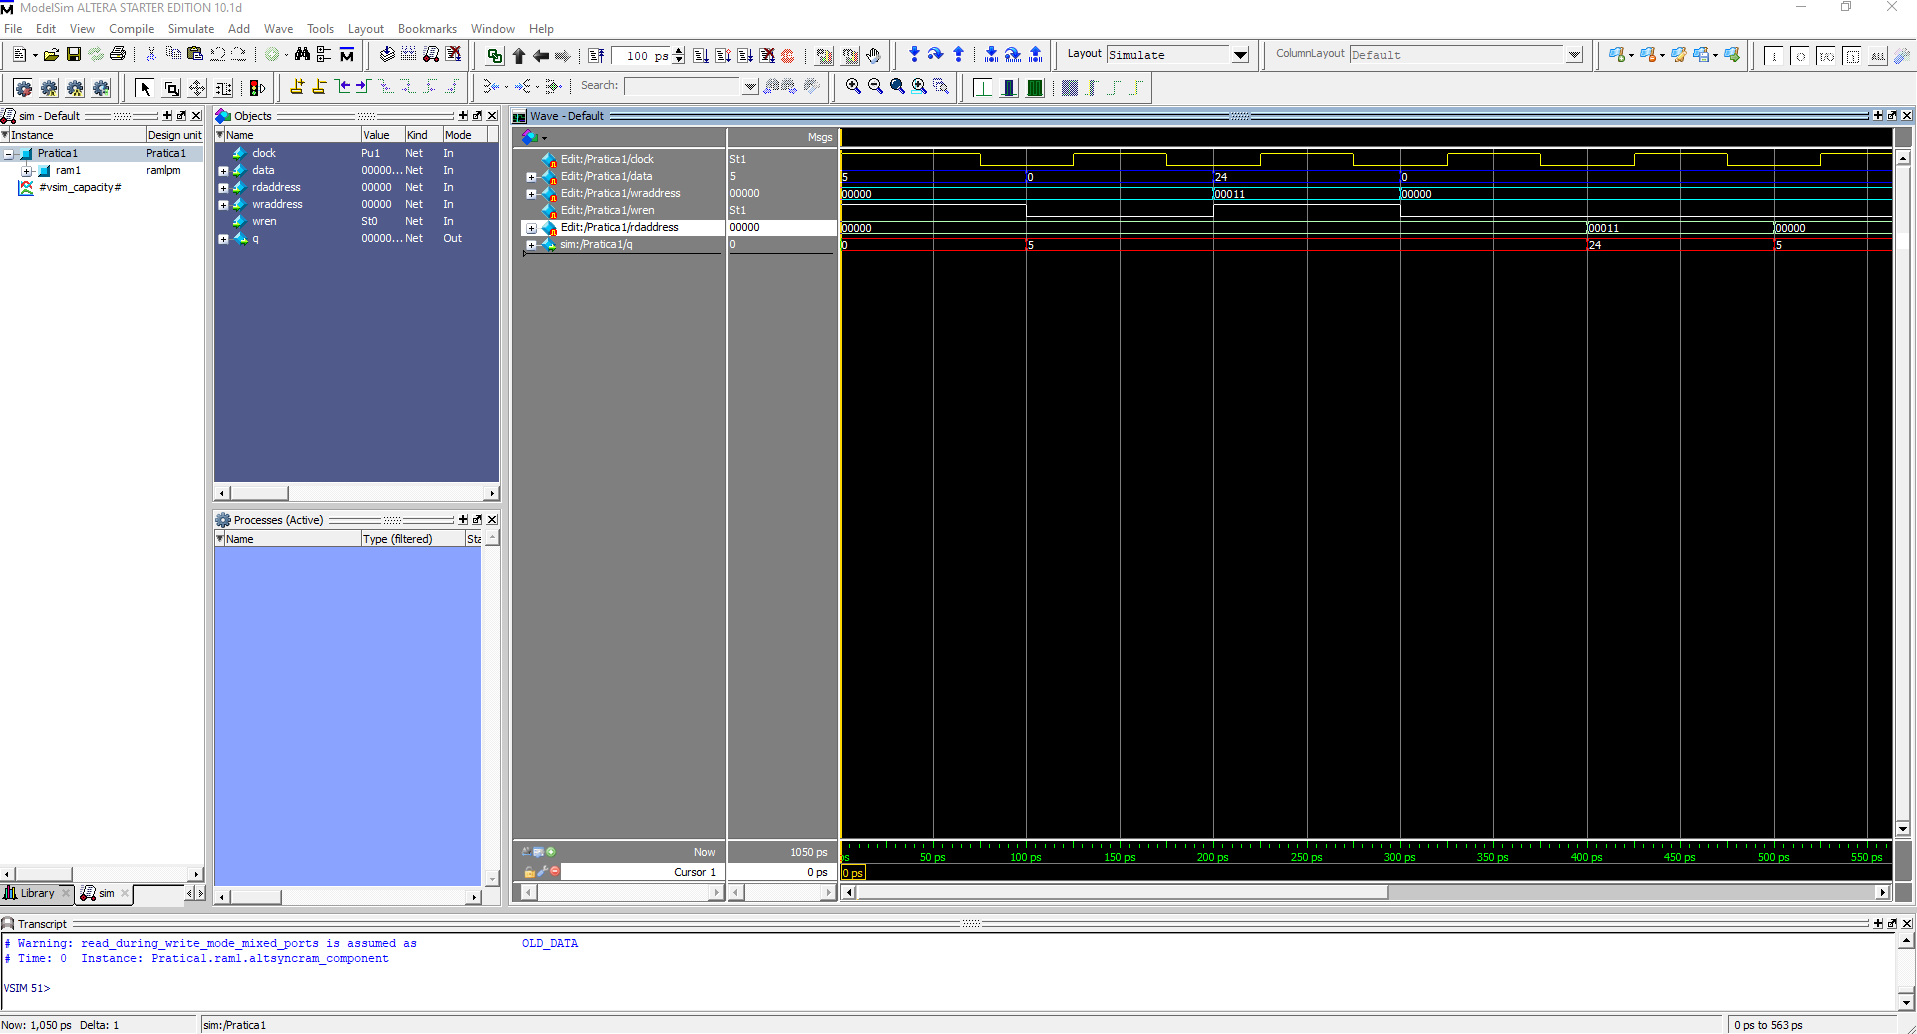 ModelSim ALTERA STARTER EDITION 10.1d
File Edit View Compile Simulate Add Wave Tools Layout Bookmarks Window Help
100 ps
Layout Simulate
ColumnLayout Default
Search:
sim - Default
Instance Design unit
Pratica1 Pratica1
ram1 ramlpm
#vsim_capacity#
Library sim
Objects
Name Value Kind Mode
clock Pu1 Net In
data 00000... Net In
rdaddress 00000 Net In
wraddress 00000 Net In
wren St0 Net In
q 00000... Net Out
Processes (Active)
Name Type (filtered) Sta
Wave - Default
Msgs
Edit:/Pratica1/clock St1
Edit:/Pratica1/data 5 5 0 24 0
Edit:/Pratica1/wraddress 00000 00000 00011 00000
Edit:/Pratica1/wren St1
Edit:/Pratica1/rdaddress 00000 00000 00011 00000
sim:/Pratica1/q 0 0 5 24 5
Now 1050 ps ps 50 ps 100 ps 150 ps 200 ps 250 ps 300 ps 350 ps 400 ps 450 ps 500 ps 550 ps
Cursor 1 0 ps 0 ps
Transcript
# Warning: read_during_write_mode_mixed_ports is assumed as OLD_DATA
# Time: 0 Instance: Pratica1.ram1.altsyncram_component
VSIM 51>
Now: 1,050 ps Delta: 1 sim:/Pratica1 0 ps to 563 ps